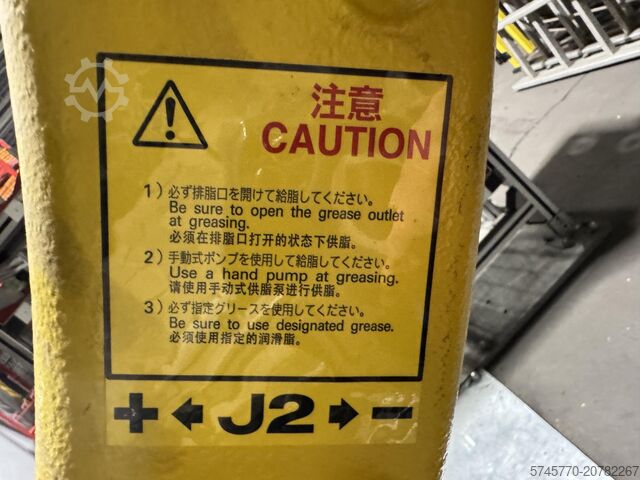 注意
CAUTION
1）必ず排脂口を開けて給脂してください。
Be sure to open the grease outlet
at greasing.
必须在排脂口打开的状态下供脂。
2）手動式ポンプを使用して給脂してください。
Use a hand pump at greasing.
请使用手动式供脂泵进行供脂。
3）必ず指定グリースを使用してください。
Be sure to use designated grease.
必须使用指定的润滑脂。
+ ← J2 → −
5745770-20782267